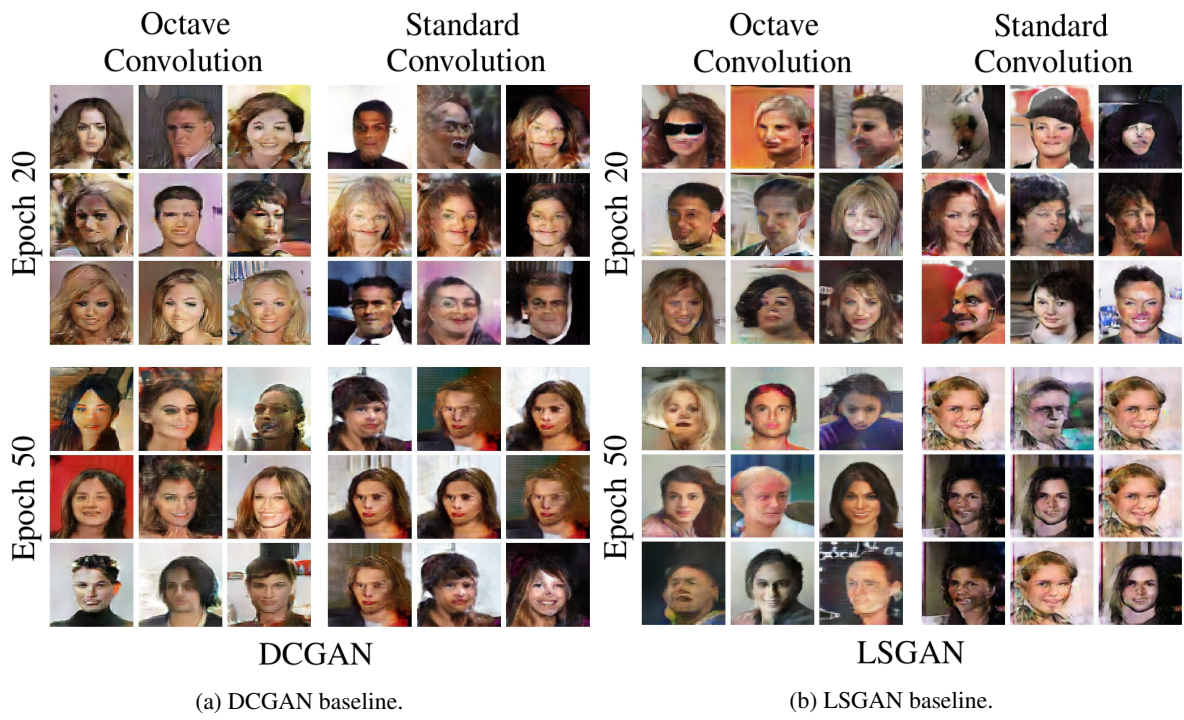 Octave
Convolution
Standard
Convolution
Epoch 20
Epoch 50
DCGAN
(a) DCGAN baseline.
Octave
Convolution
Standard
Convolution
Epoch 20
Epoch 50
LSGAN
(b) LSGAN baseline.